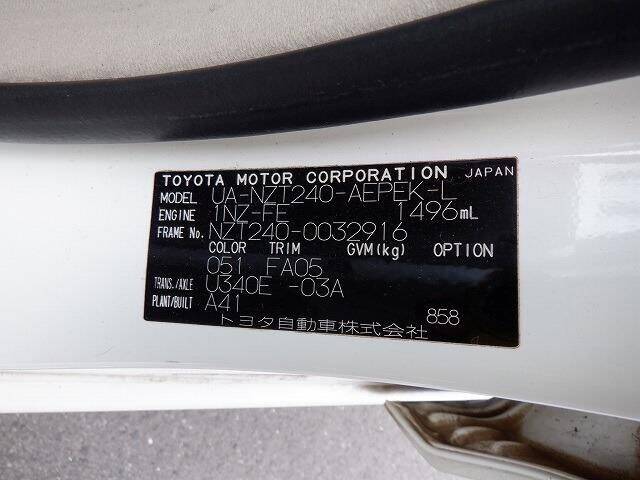 TOYOTA MOTOR CORPORATION JAPAN
MODEL UA-NZT240-AEPEK-L
ENGINE 1NZ-FE 1496mL
FRAME No. NZT240-0032916
COLOR TRIM GVM(kg) OPTION
051 FA05
TRANS./AXLE U340E -03A
PLANT/BUILT A41
858
トヨタ自動車株式会社